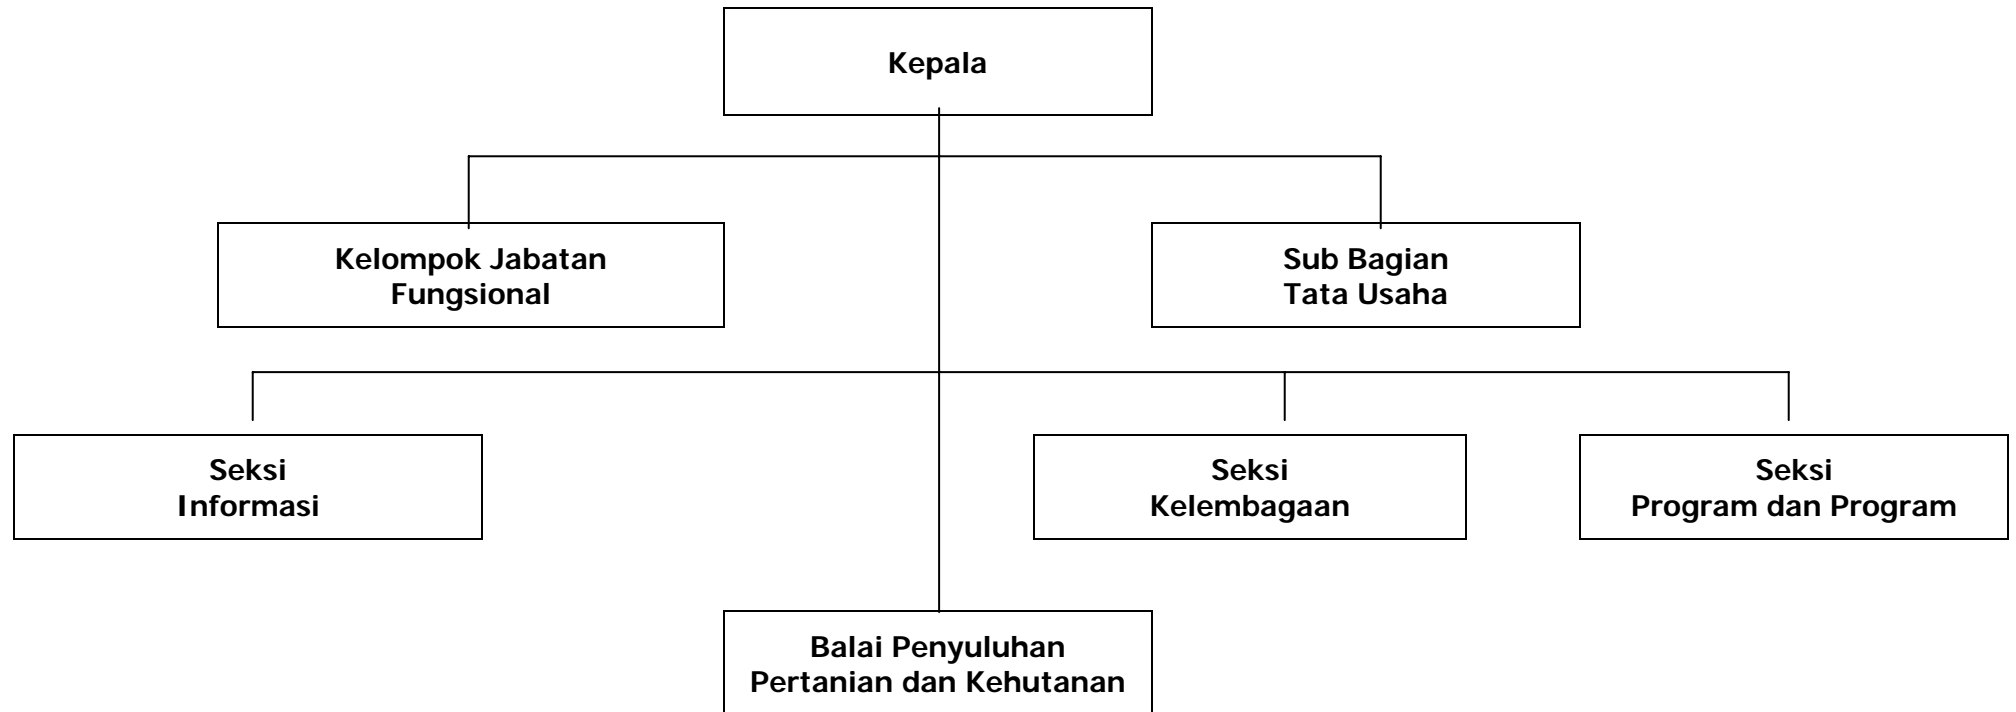 Kepala
Kelompok Jabatan
Fungsional
Sub Bagian
Tata Usaha
Seksi
Informasi
Seksi
Kelembagaan
Seksi
Program dan Program
Balai Penyuluhan
Pertanian dan Kehutanan